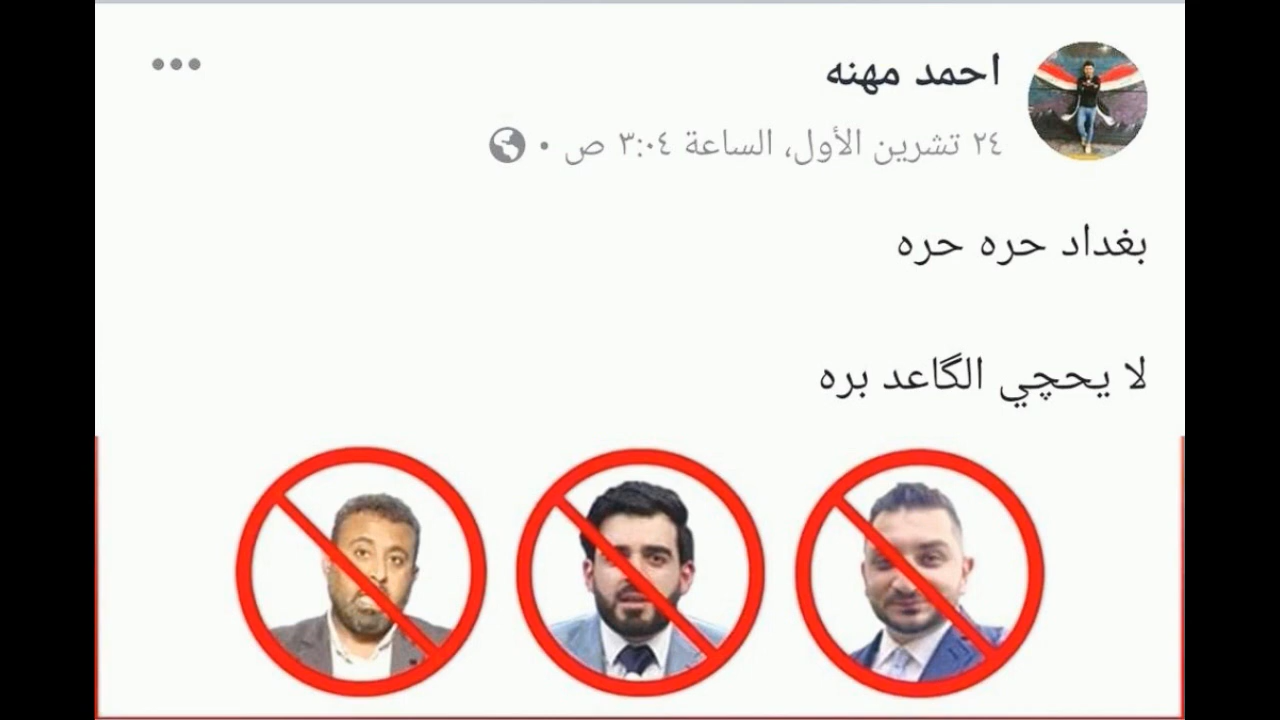 احمد مهنه
٢٤ تشرين الأول، الساعة ٣:٠٤ ص •
بغداد حره حره
لا يحچي الگاعد بره